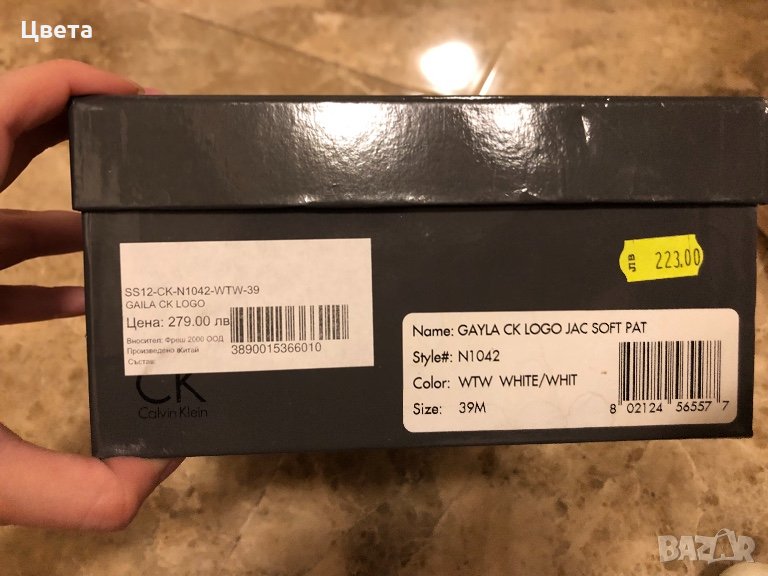 Цвета
SS12-CK-N1042-WTW-39
GAILA CK LOGO
Цена: 279.00 лв
Вносител: Фреш 2000 ООД
Произведено в Китай
Състав:
3890015366010
CK
Calvin Klein
ЛВ 223.00
Name: GAYLA CK LOGO JAC SOFT PAT
Style#: N1042
Color: WTW WHITE/WHIT
Size: 39M
8 02124 56557 7
BAZAR